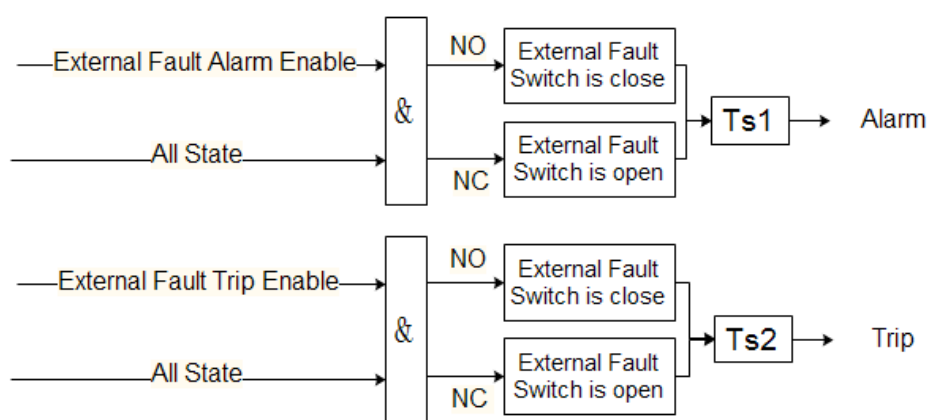 External Fault Alarm Enable
All State
&
NO
NC
External Fault
Switch is close
External Fault
Switch is open
Ts1
Alarm
External Fault Trip Enable
All State
&
NO
NC
External Fault
Switch is close
External Fault
Switch is open
Ts2
Trip